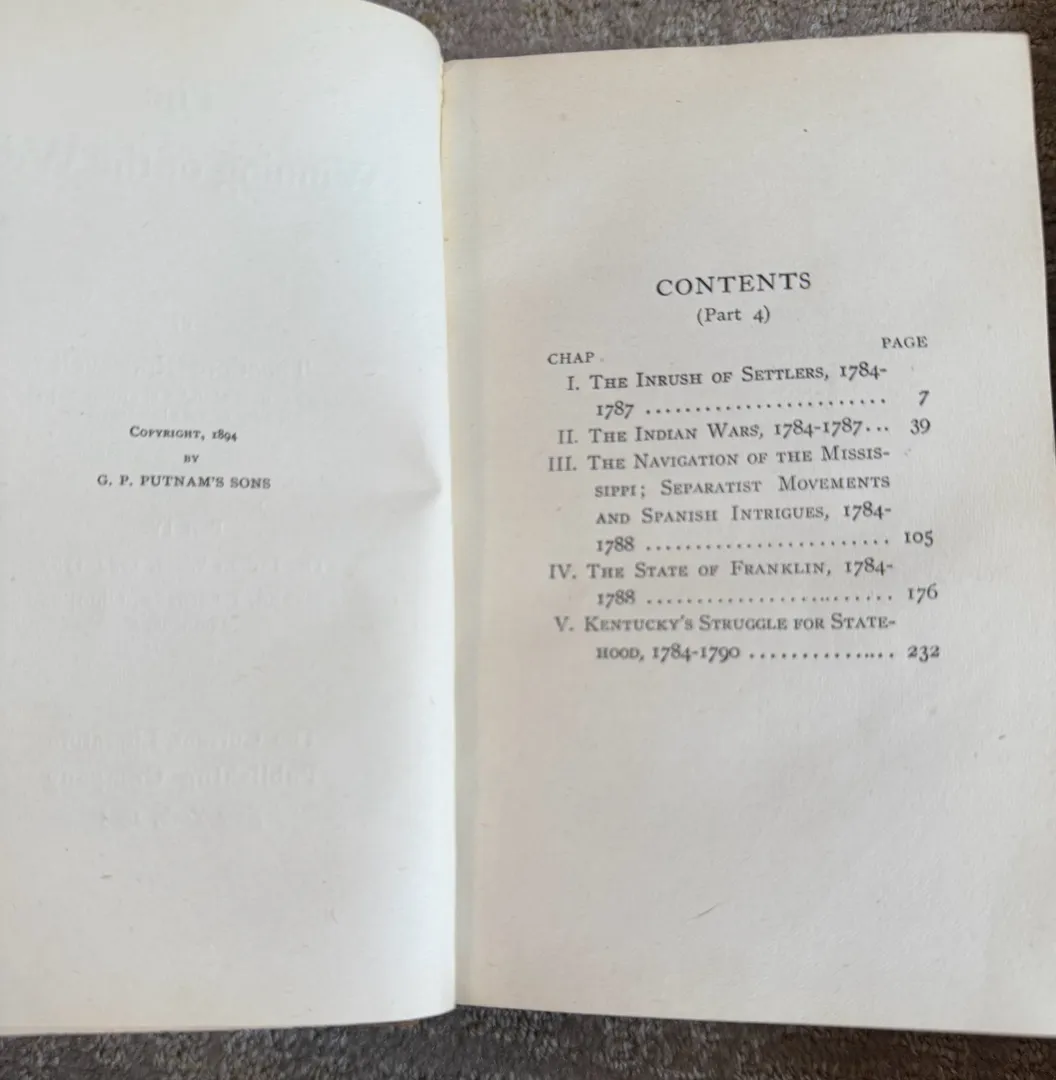 COPYRIGHT, 1894
BY
G. P. PUTNAM'S SONS
CONTENTS
(Part 4)
CHAP. PAGE
I. THE INRUSH OF SETTLERS, 1784-
1787 ......................... 7
II. THE INDIAN WARS, 1784-1787... 39
III. THE NAVIGATION OF THE MISSIS-
SIPPI; SEPARATIST MOVEMENTS
AND SPANISH INTRIGUES, 1784-
1788 ......................... 105
IV. THE STATE OF FRANKLIN, 1784-
1788 ......................... 176
V. KENTUCKY'S STRUGGLE FOR STATE-
HOOD, 1784-1790 ............... 232